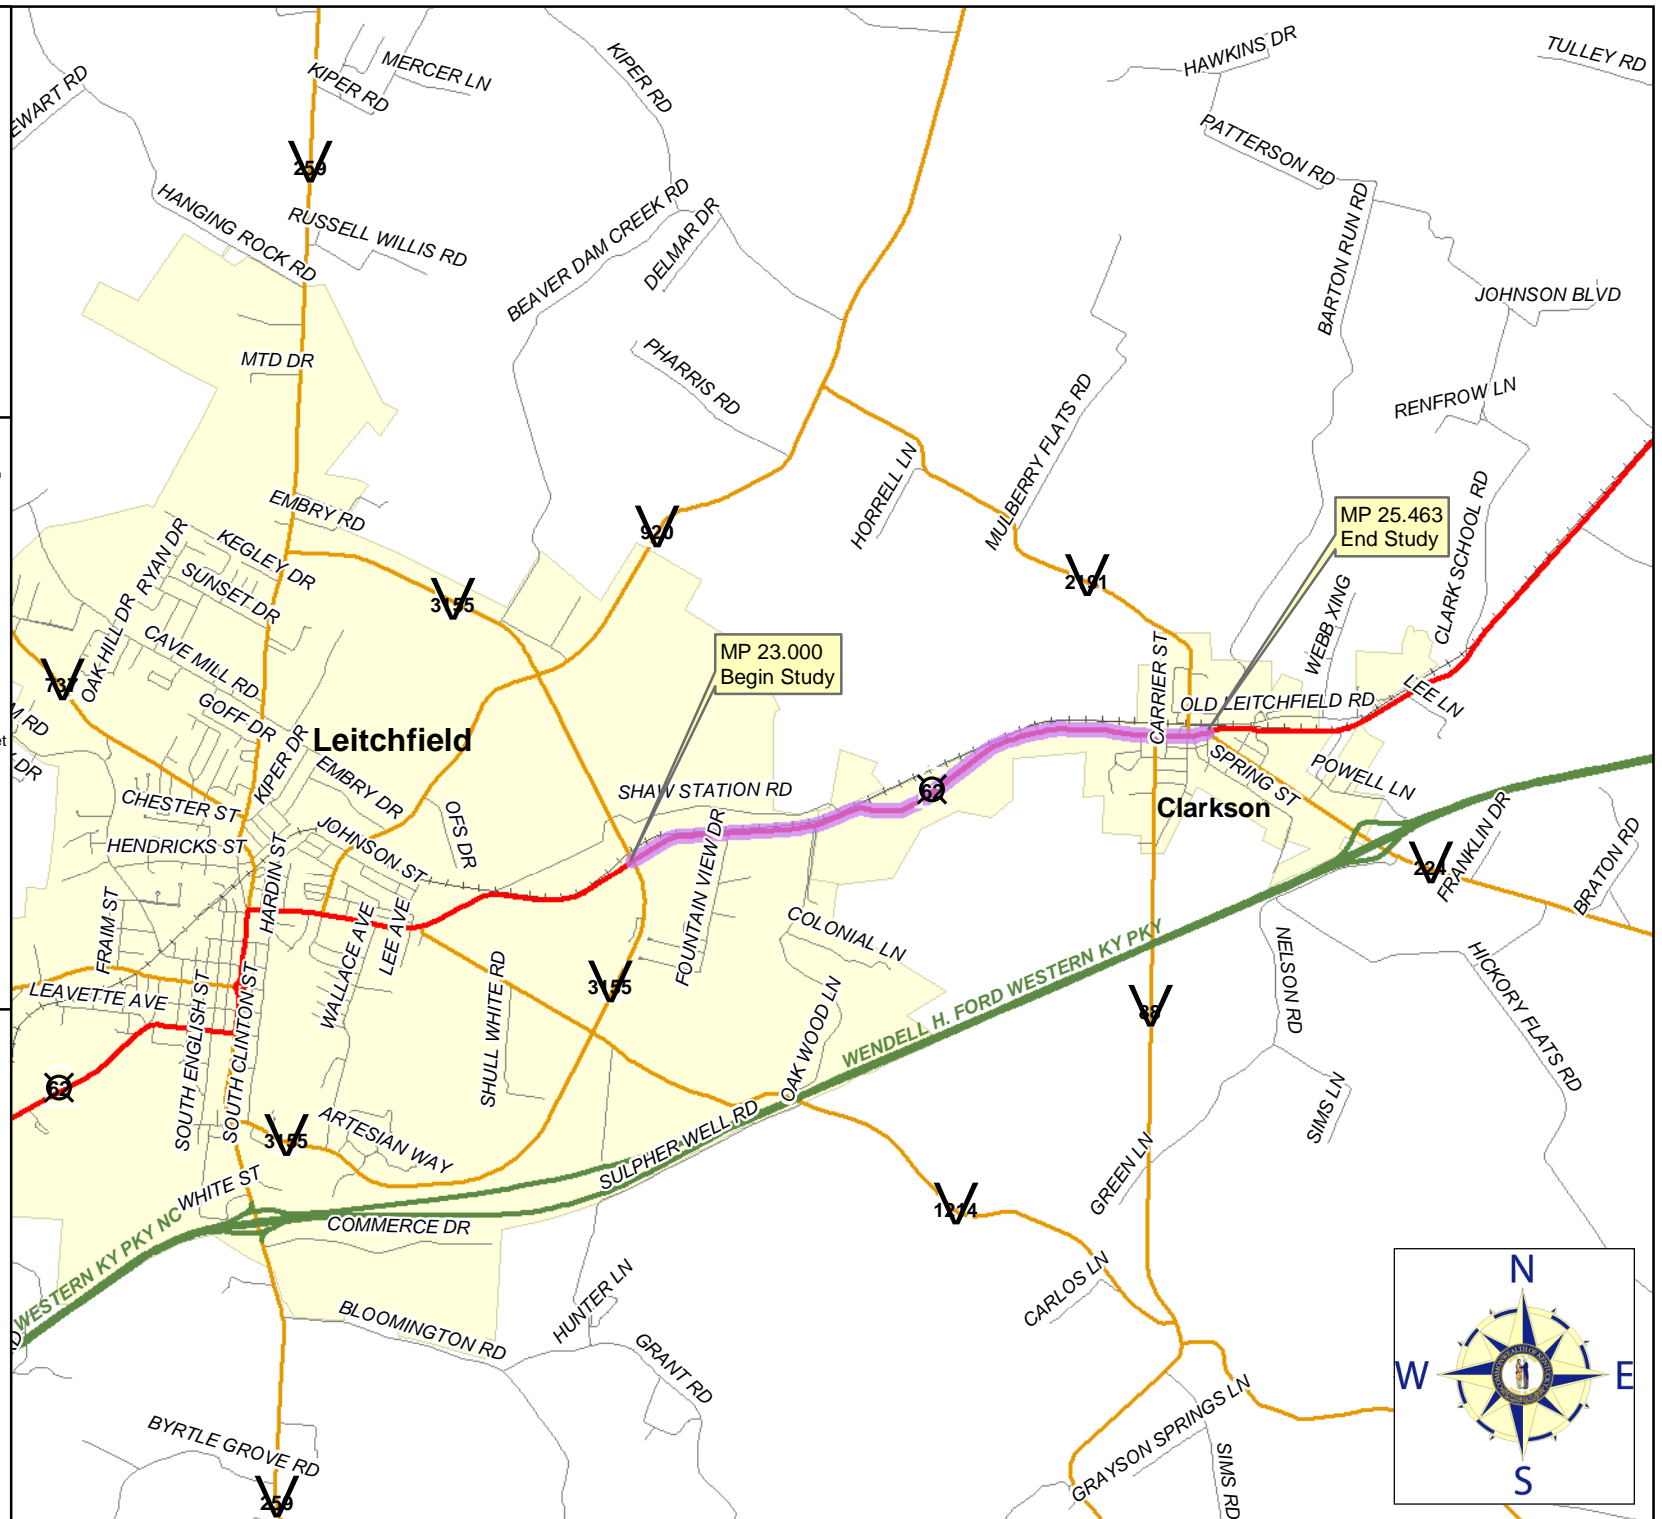 HAWKINS DR
TULLEY RD
MERCER LN
KIPER RD
KIPER RD
EWART RD
PATTERSON RD
259
HANGING ROCK RD
RUSSELL WILLIS RD
BEAVER DAM CREEK RD
DELMAR DR
BARTON RUN RD
JOHNSON BLVD
MTD DR
PHARRIS RD
RENFROW LN
MULBERRY FLATS RD
HORRELL LN
EMBRY RD
920
MP 25.463
End Study
CLARK SCHOOL RD
RYAN DR
KEGLEY DR
SUNSET DR
3155
2191
OAK HILL DR
WEBB XING
CAVE MILL RD
737
MP 23.000
Begin Study
CARRIER ST
OLD LEITCHFIELD RD
LEE LN
GOFF DR
M RD
Leitchfield
KIPER DR
EMBRY DR
DR
SHAW STATION RD
62
SPRING ST
POWELL LN
Clarkson
CHESTER ST
JOHNSON ST
OFS DR
HENDRICKS ST
HARDIN ST
FOUNTAIN VIEW DR
224
FRANKLIN DR
BRATON RD
FRAIM ST
WALLACE AVE
LEE AVE
COLONIAL LN
NELSON RD
HICKORY FLATS RD
LEAVETTE AVE
SOUTH ENGLISH ST
SOUTH CLINTON ST
SHULL WHITE RD
3155
OAK WOOD LN
WENDELL H. FORD WESTERN KY PKY
88
62
3155
ARTESIAN WAY
SULPHER WELL RD
SIMS LN
GREEN LN
WHITE ST
1214
WESTERN KY PKY NC
COMMERCE DR
CARLOS LN
HUNTER LN
BLOOMINGTON RD
GRANT RD
N
W
E
S
GRAYSON SPRINGS LN
SIMS RD
BYRTLE GROVE RD
259